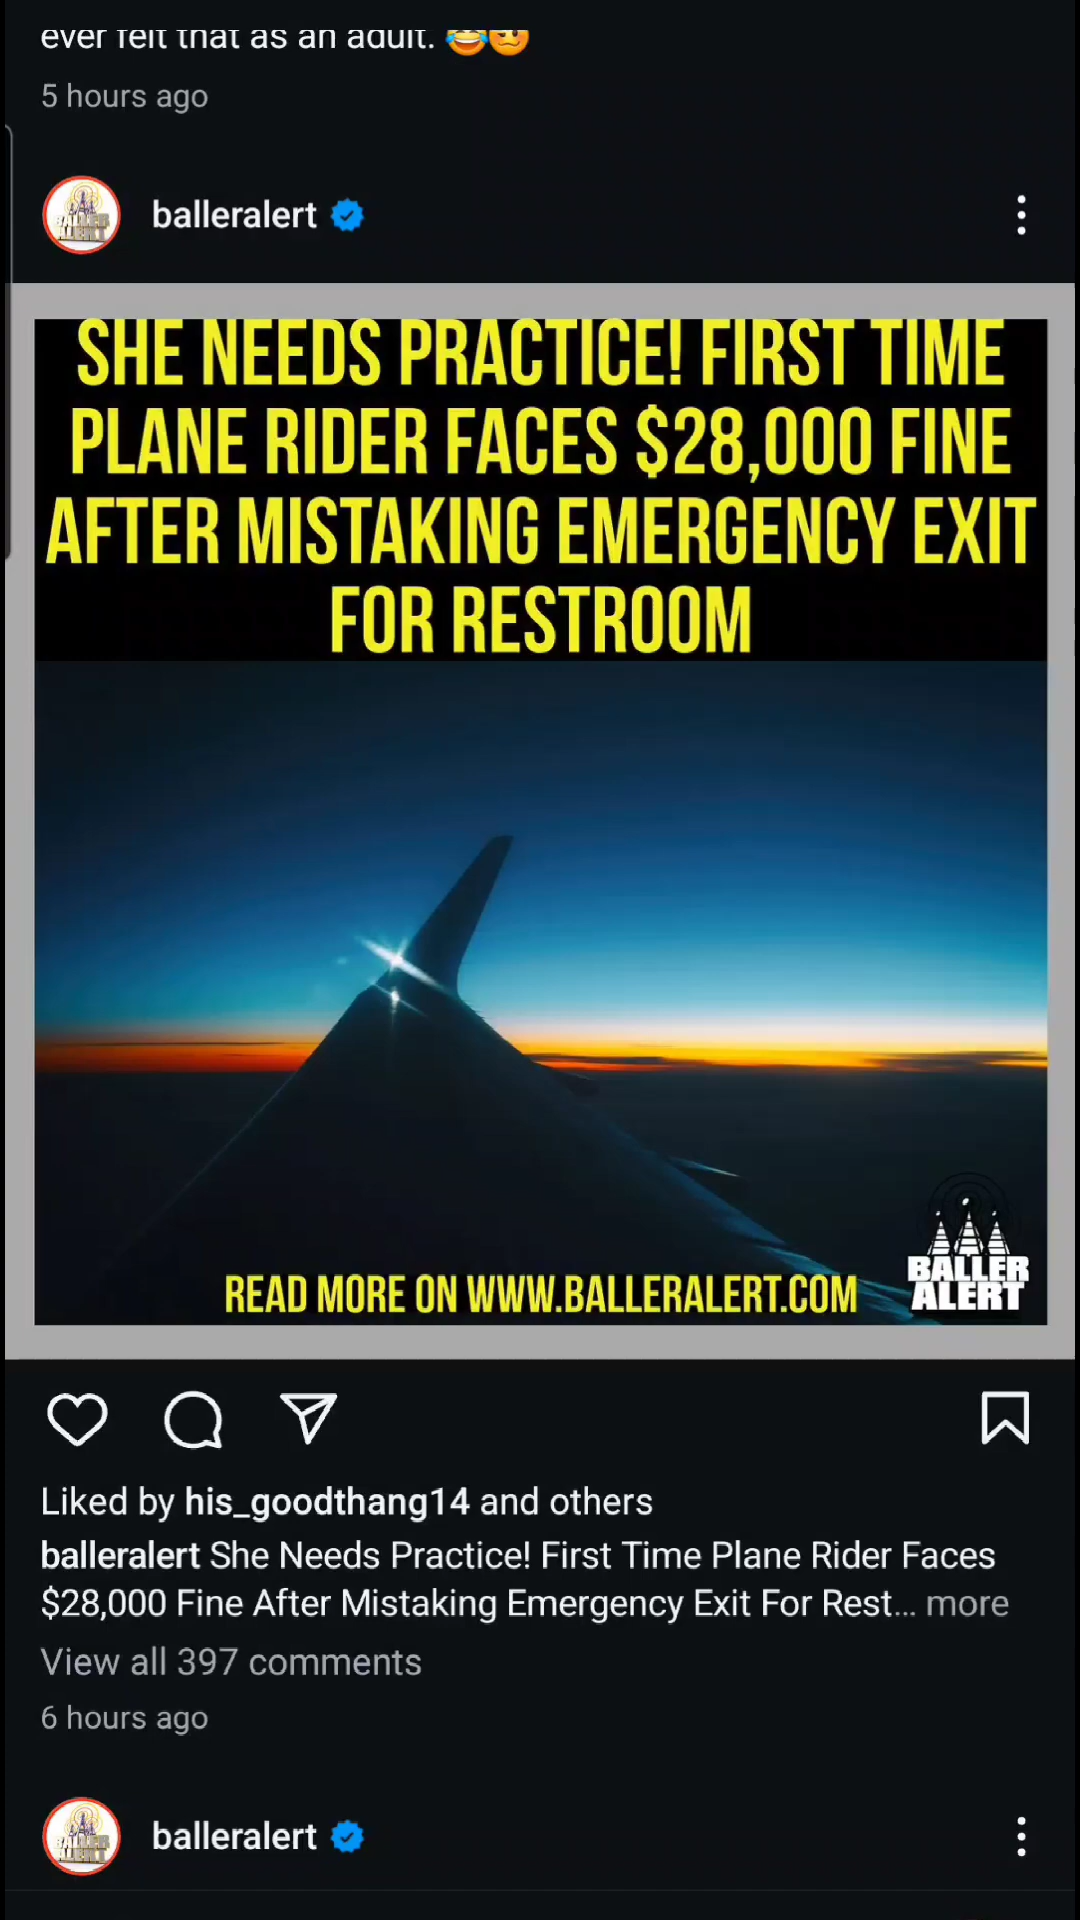 ever felt that as an adult. 😂🥴
5 hours ago
balleralert
SHE NEEDS PRACTICE! FIRST TIME
PLANE RIDER FACES $28,000 FINE
AFTER MISTAKING EMERGENCY EXIT
FOR RESTROOM
READ MORE ON WWW.BALLERALERT.COM
BALLER
ALERT
Liked by his_goodthang14 and others
balleralert She Needs Practice! First Time Plane Rider Faces
$28,000 Fine After Mistaking Emergency Exit For Rest... more
View all 397 comments
6 hours ago
balleralert